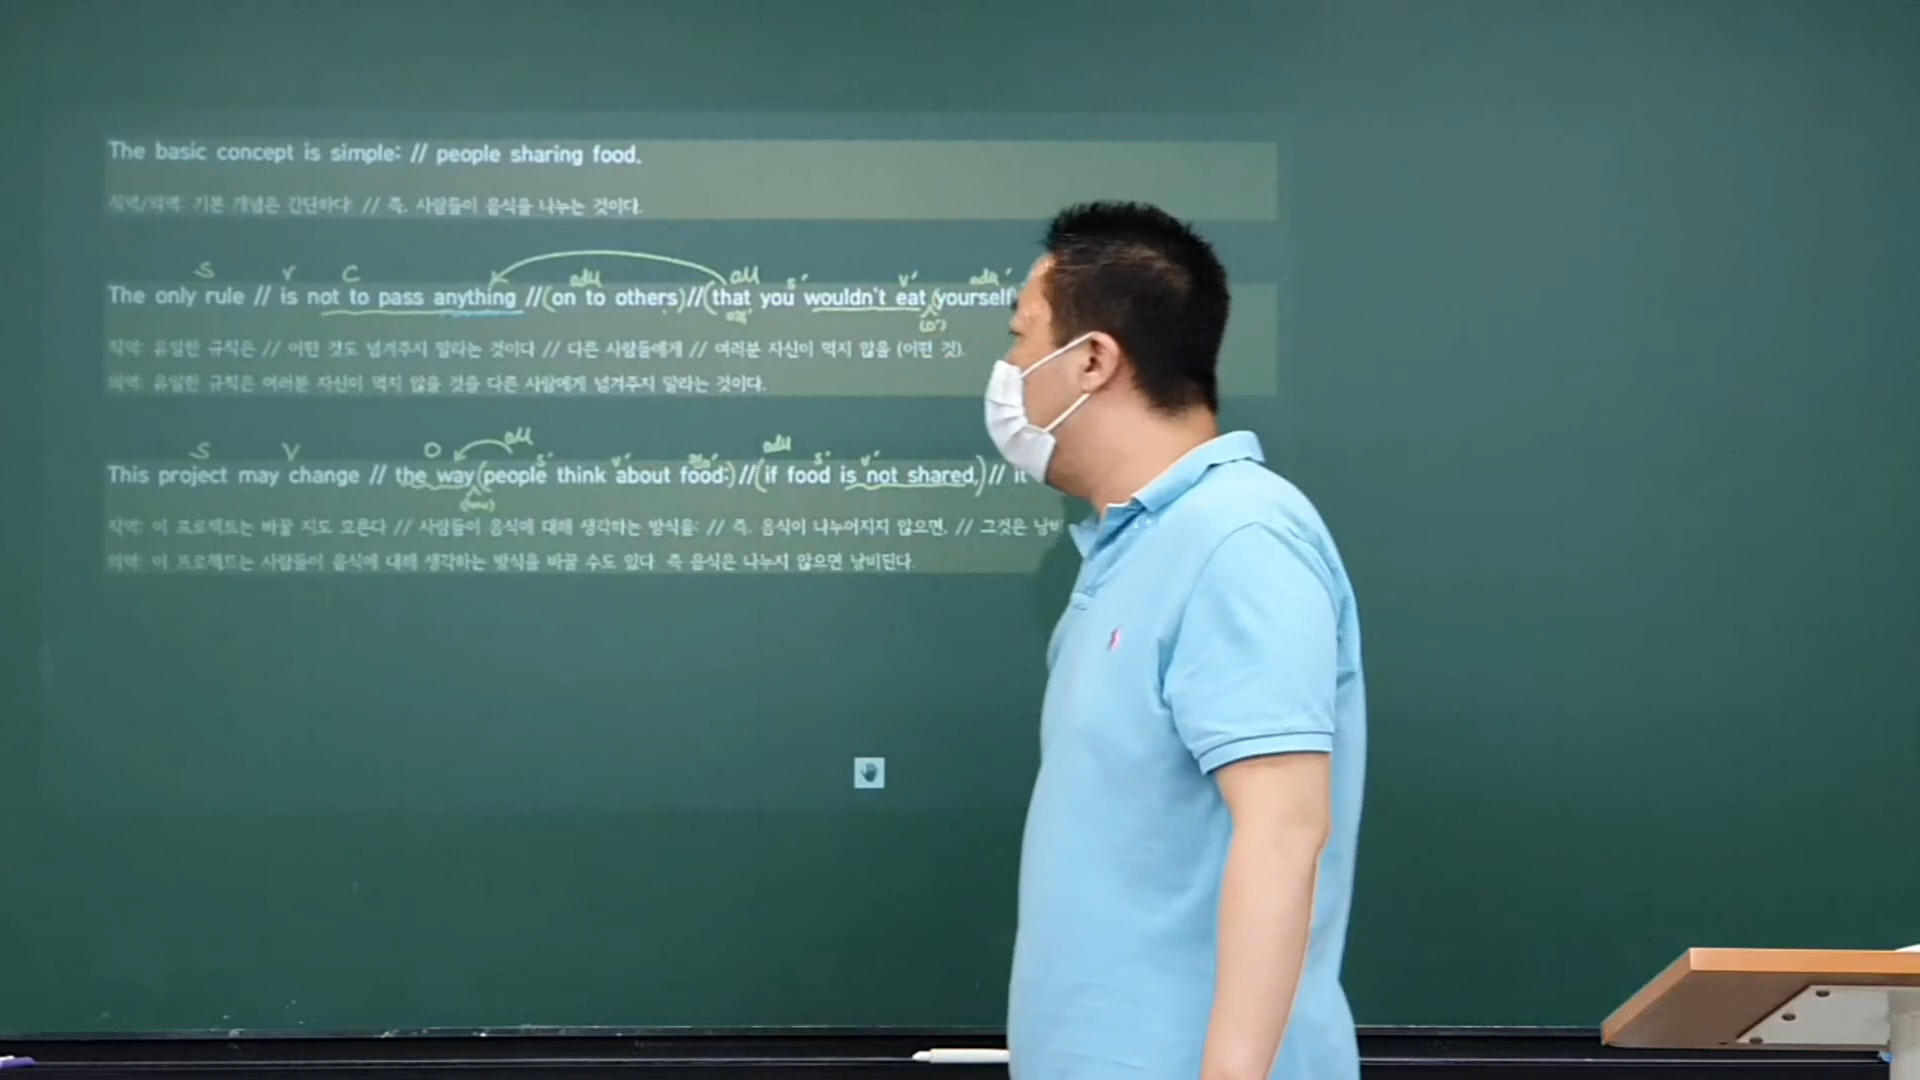 The basic concept is simple: // people sharing food.
직역/의역: 기본 개념은 간단하다: // 즉, 사람들이 음식을 나누는 것이다.
S V C adu all S' V' adu'
The only rule // is not to pass anything //(on to others)//(that you wouldn't eat (yourself
(o')
직역: 유일한 규칙은 // 어떤 것도 넘겨주지 말라는 것이다 // 다른 사람들에게 // 여러분 자신이 먹지 않을 (어떤 것).
의역: 유일한 규칙은 여러분 자신이 먹지 않을 것을 다른 사람에게 넘겨주지 말라는 것이다.
S V O all S' V' adu S' V'
This project may change // the way(people think about food:)//(if food is not shared,)// it
(how)
직역: 이 프로젝트는 바꿀 지도 모른다 // 사람들이 음식에 대해 생각하는 방식을: // 즉, 음식이 나누어지지 않으면, // 그것은 낭비
의역: 이 프로젝트는 사람들이 음식에 대해 생각하는 방식을 바꿀 수도 있다. 즉 음식은 나누지 않으면 낭비된다.